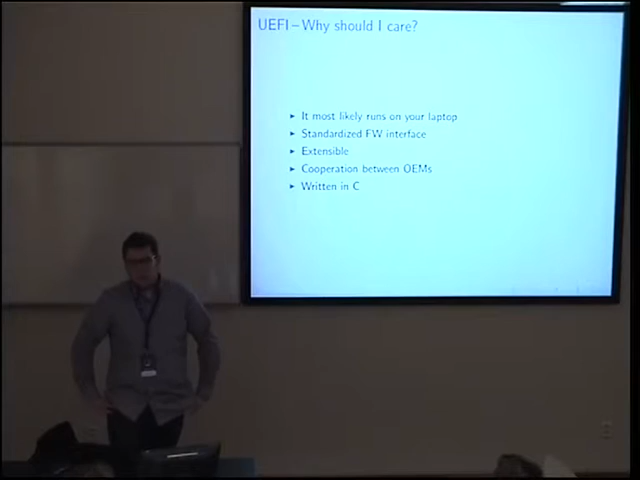 UEFI – Why should I care?
► It most likely runs on your laptop
► Standardized FW interface
► Extensible
► Cooperation between OEMs
► Written in C